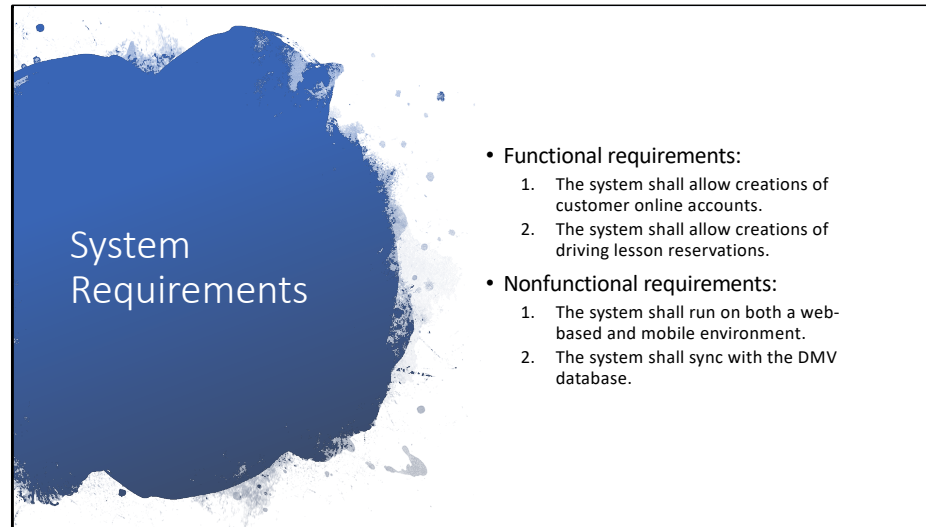 System
Requirements
• Functional requirements:
1. The system shall allow creations of
customer online accounts.
2. The system shall allow creations of
driving lesson reservations.
• Nonfunctional requirements:
1. The system shall run on both a web-
based and mobile environment.
2. The system shall sync with the DMV
database.